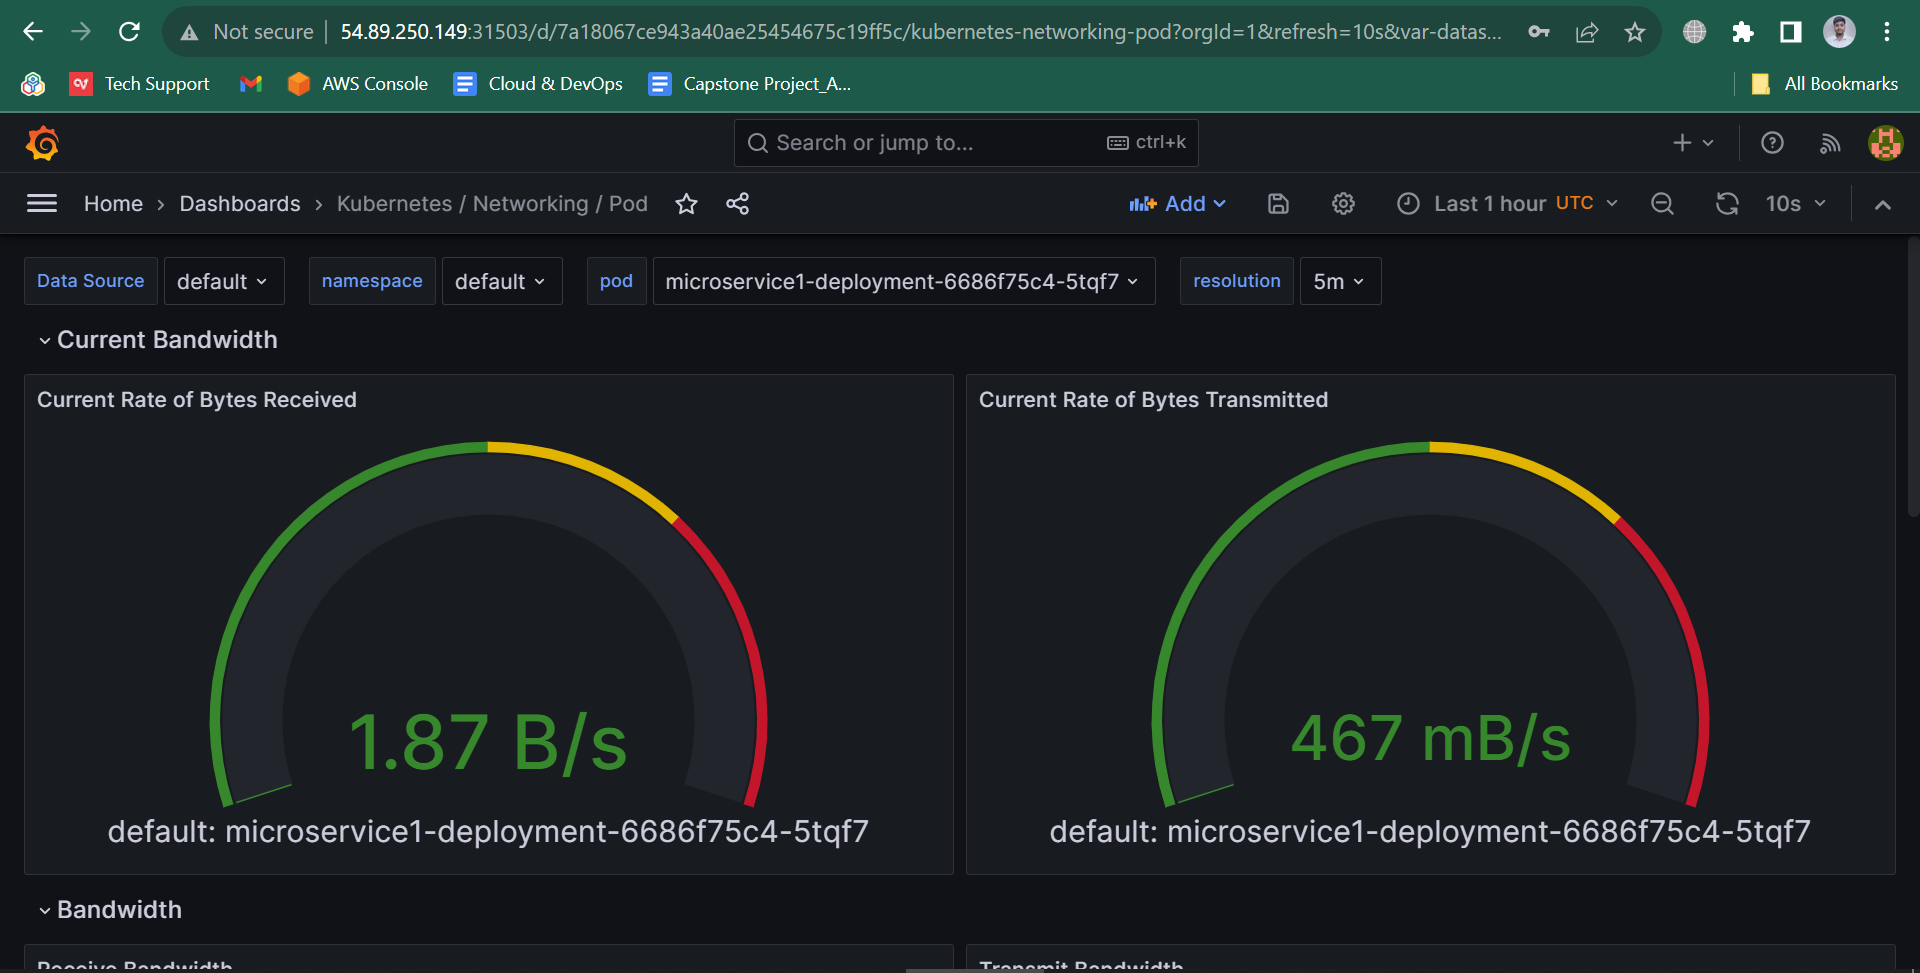 Not secure 54.89.250.149:31503/d/7a18067ce943a40ae25454675c19ff5c/kubernetes-networking-pod?orgId=1&refresh=10s&var-datas...
Tech Support AWS Console Cloud & DevOps Capstone Project_A... All Bookmarks
Search or jump to... ctrl+k
Home › Dashboards › Kubernetes / Networking / Pod Add Last 1 hour UTC 10s
Data Source default namespace default pod microservice1-deployment-6686f75c4-5tqf7 resolution 5m
Current Bandwidth
Current Rate of Bytes Received
1.87 B/s
default: microservice1-deployment-6686f75c4-5tqf7
Current Rate of Bytes Transmitted
467 mB/s
default: microservice1-deployment-6686f75c4-5tqf7
Bandwidth
Receive Bandwidth
Transmit Bandwidth